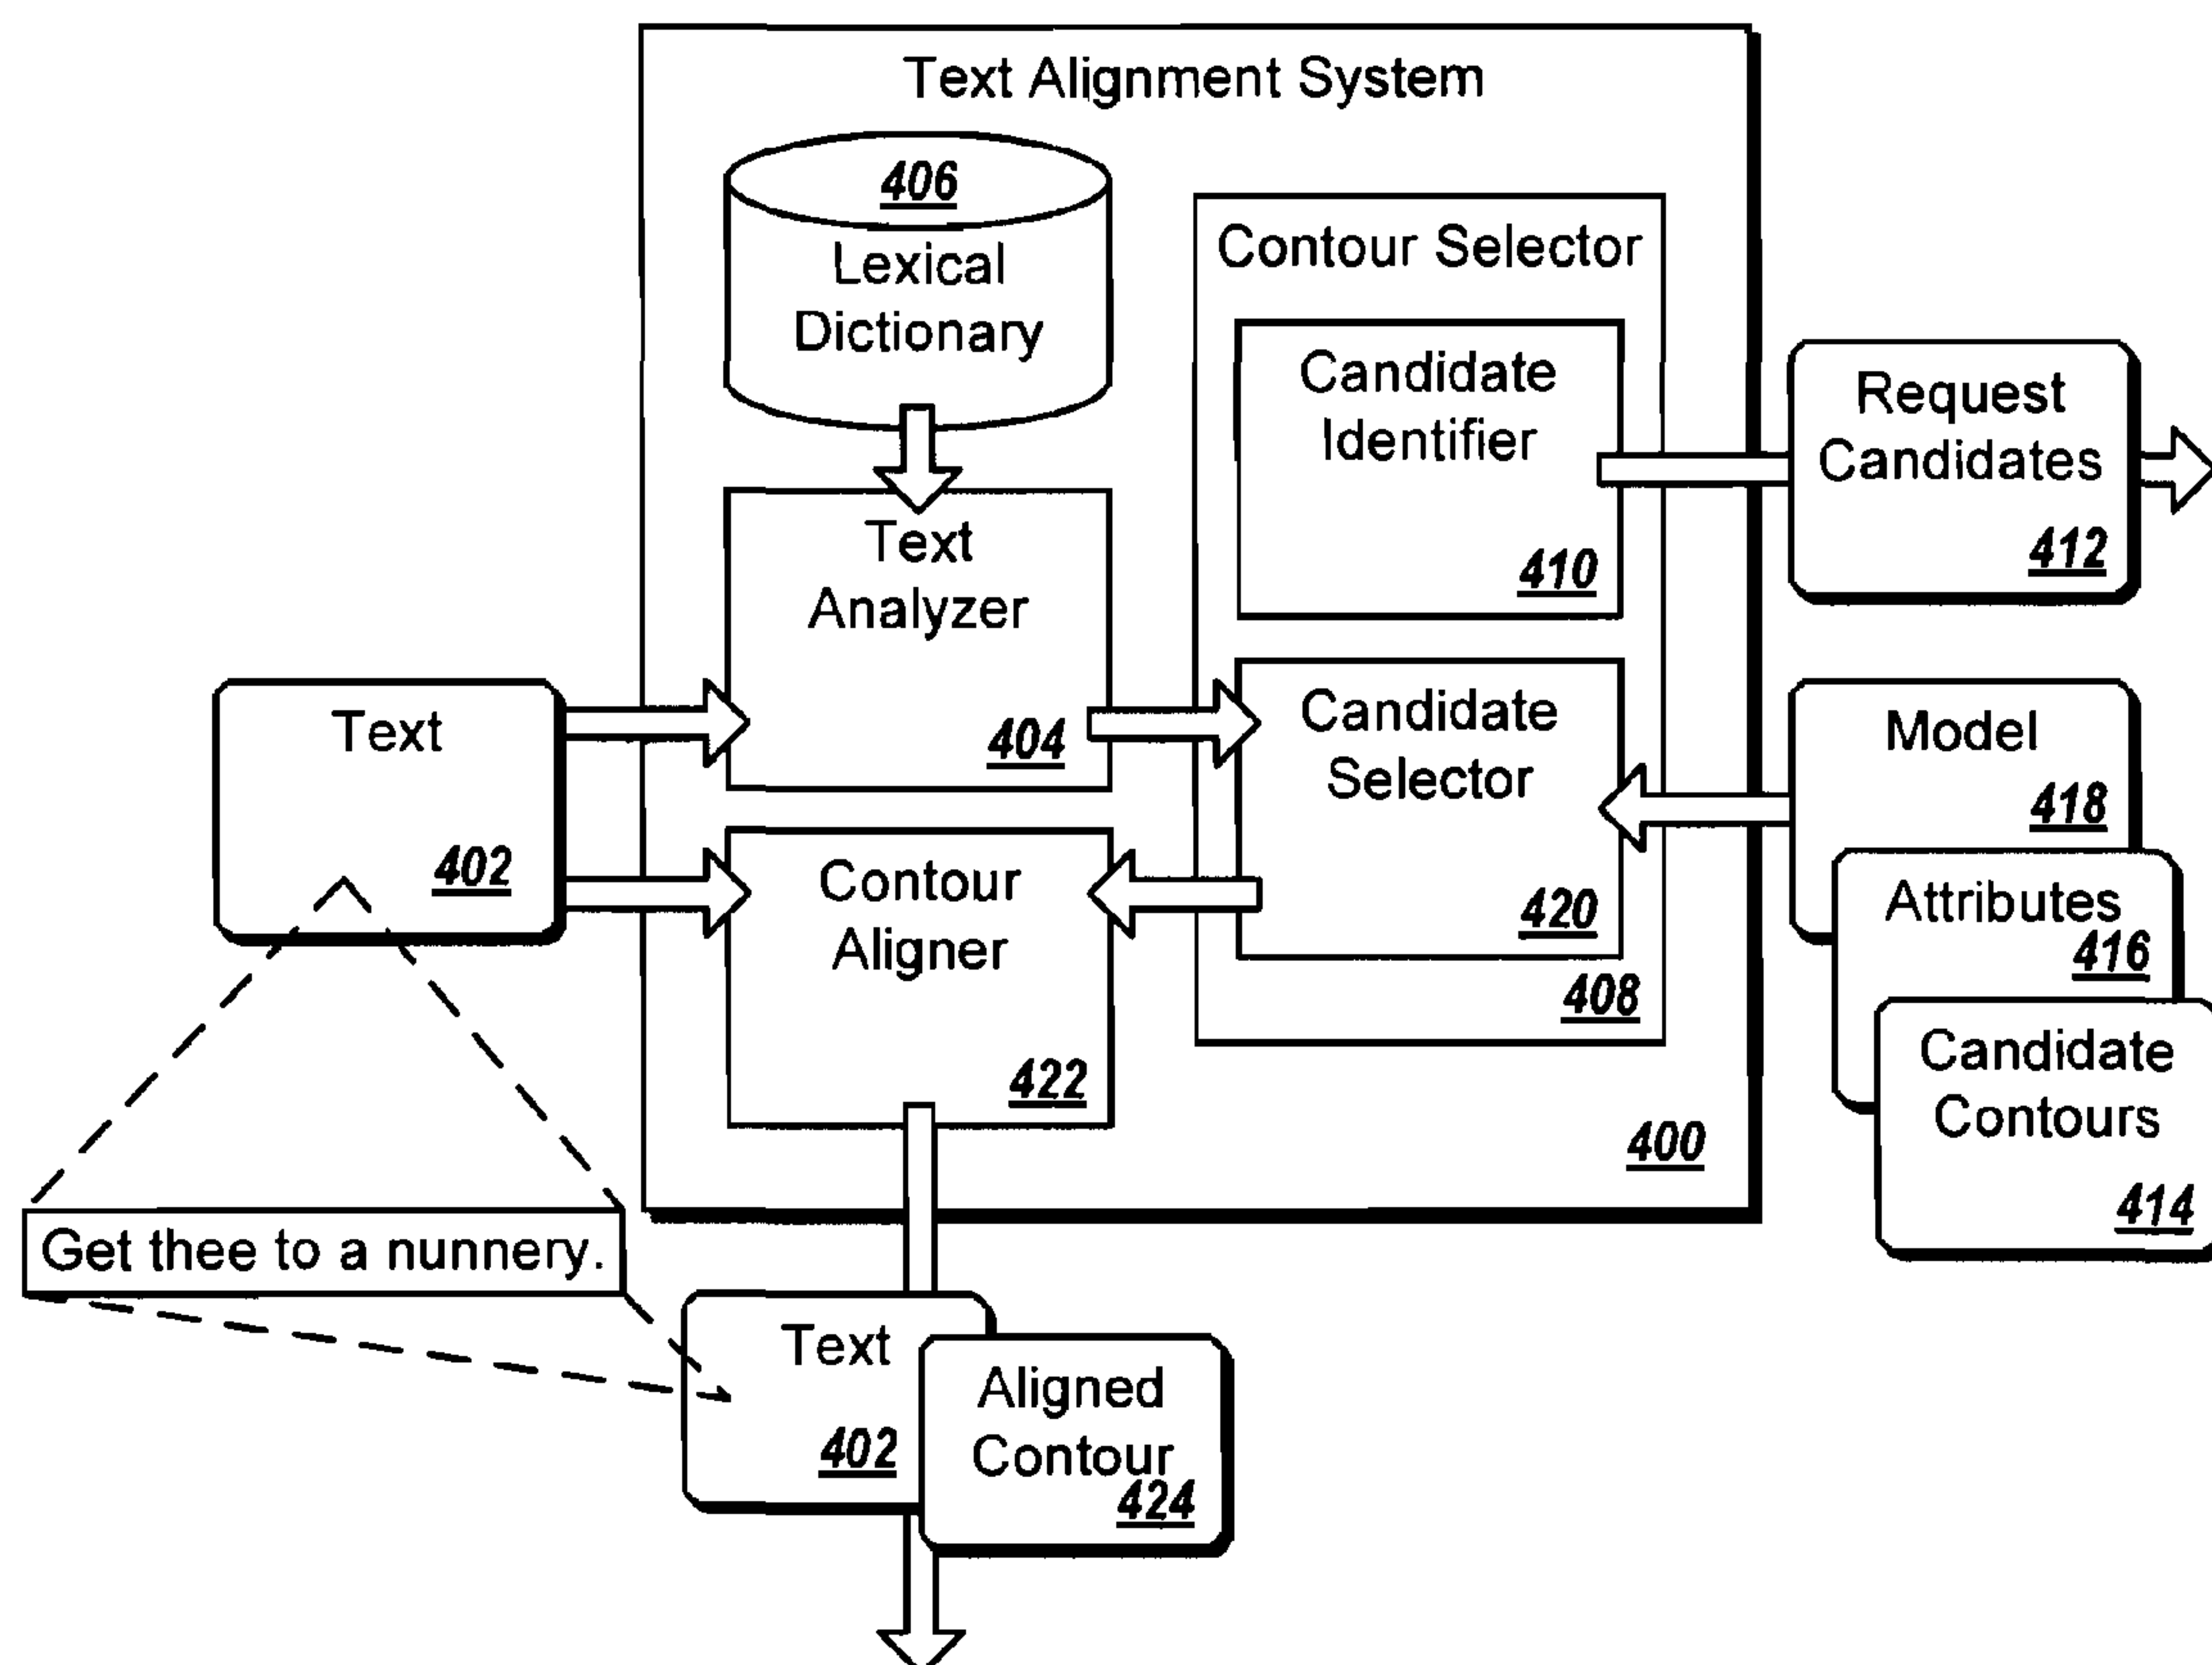 Text Alignment System
406
Lexical
Dictionary
Contour Selector
Candidate
Identifier
410
Request
Candidates
412
Text
Analyzer
404
Text
402
Candidate
Selector
420
408
Model
418
Attributes
416
Candidate
Contours
414
Contour
Aligner
422
400
Get thee to a nunnery.
Text
402
Aligned
Contour
424